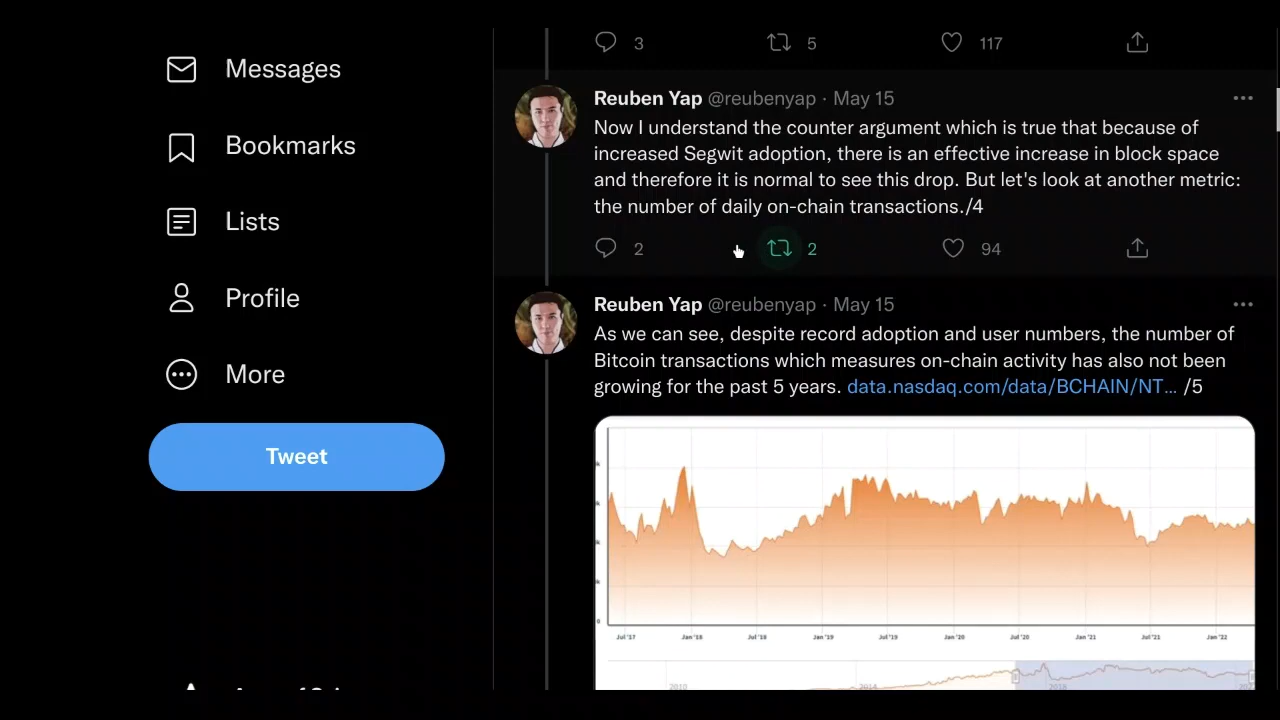 Messages
Bookmarks
Lists
Profile
More
Tweet
3 5 117
Reuben Yap @reubenyap · May 15
Now I understand the counter argument which is true that because of
increased Segwit adoption, there is an effective increase in block space
and therefore it is normal to see this drop. But let's look at another metric:
the number of daily on-chain transactions./4
2 2 94
Reuben Yap @reubenyap · May 15
As we can see, despite record adoption and user numbers, the number of
Bitcoin transactions which measures on-chain activity has also not been
growing for the past 5 years. data.nasdaq.com/data/BCHAIN/NT… /5
0
Jul '17 Jan '18 Jul '18 Jan '19 Jul '19 Jan '20 Jul '20 Jan '21 Jul '21 Jan '22
2010 2014 2018